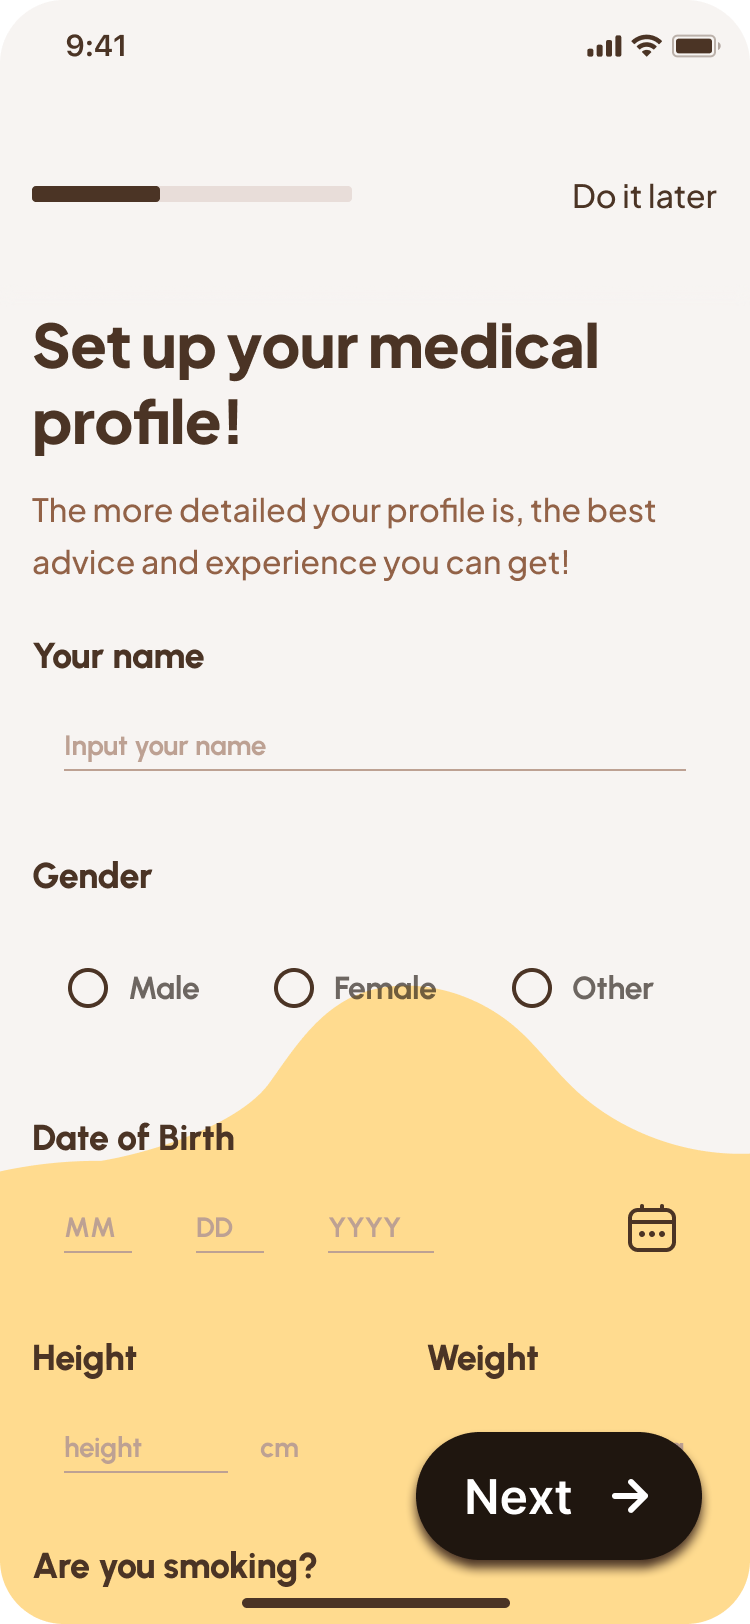 9:41
Do it later
Set up your medical
profile!
The more detailed your profile is, the best
advice and experience you can get!
Your name
Input your name
Gender
Male Female Other
Date of Birth
MM DD YYYY
Height Weight
height cm
Next
Are you smoking?